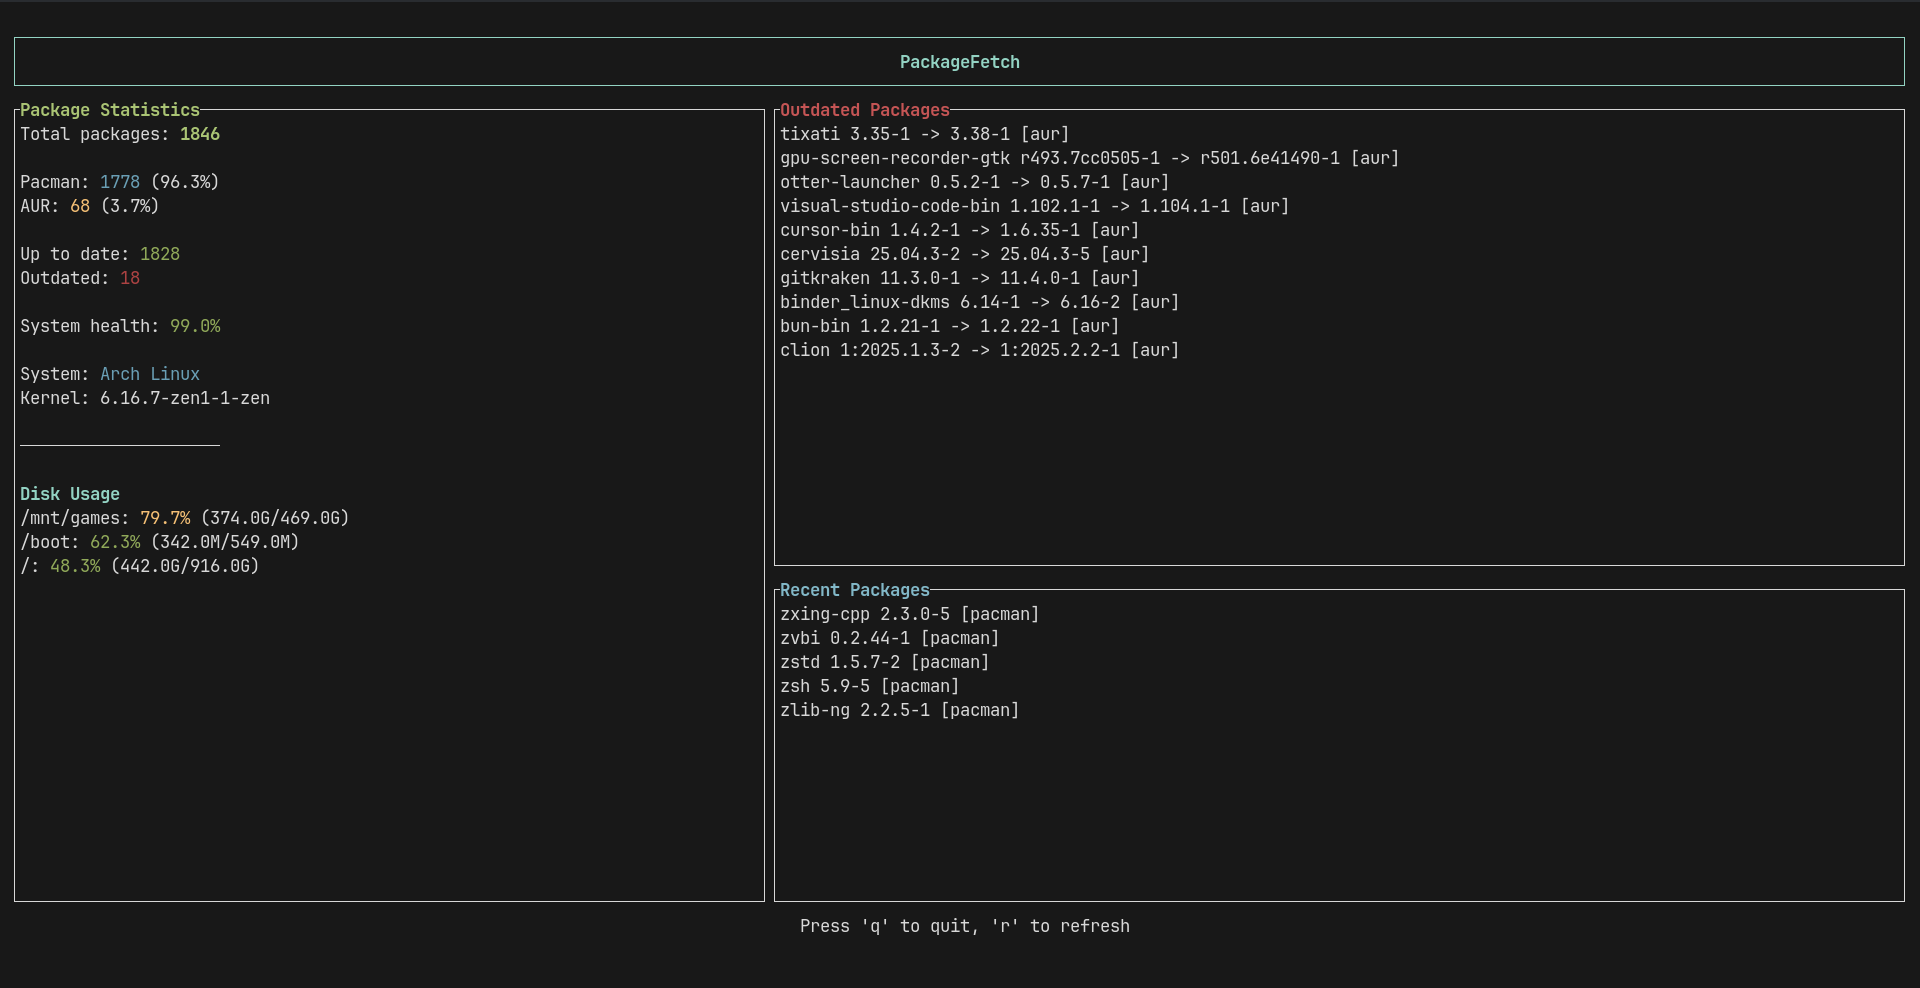 PackageFetch
Package Statistics
Total packages: 1846
Pacman: 1778 (96.3%)
AUR: 68 (3.7%)
Up to date: 1828
Outdated: 18
System health: 99.0%
System: Arch Linux
Kernel: 6.16.7-zen1-1-zen
Disk Usage
/mnt/games: 79.7% (374.0G/469.0G)
/boot: 62.3% (342.0M/549.0M)
/: 48.3% (442.0G/916.0G)
Outdated Packages
tixati 3.35-1 -> 3.38-1 [aur]
gpu-screen-recorder-gtk r493.7cc0505-1 -> r501.6e41490-1 [aur]
otter-launcher 0.5.2-1 -> 0.5.7-1 [aur]
visual-studio-code-bin 1.102.1-1 -> 1.104.1-1 [aur]
cursor-bin 1.4.2-1 -> 1.6.35-1 [aur]
cervisia 25.04.3-2 -> 25.04.3-5 [aur]
gitkraken 11.3.0-1 -> 11.4.0-1 [aur]
binder_linux-dkms 6.14-1 -> 6.16-2 [aur]
bun-bin 1.2.21-1 -> 1.2.22-1 [aur]
clion 1:2025.1.3-2 -> 1:2025.2.2-1 [aur]
Recent Packages
zxing-cpp 2.3.0-5 [pacman]
zvbi 0.2.44-1 [pacman]
zstd 1.5.7-2 [pacman]
zsh 5.9-5 [pacman]
zlib-ng 2.2.5-1 [pacman]
Press 'q' to quit, 'r' to refresh